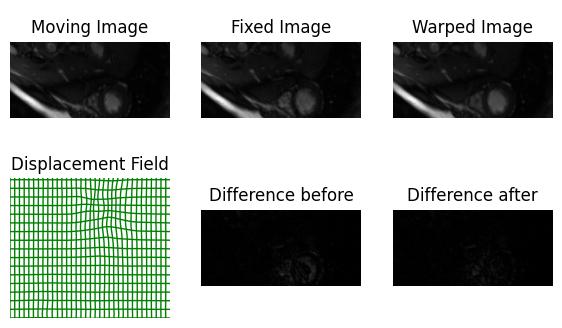 Moving Image
Fixed Image
Warped Image
Displacement Field
Difference before
Difference after